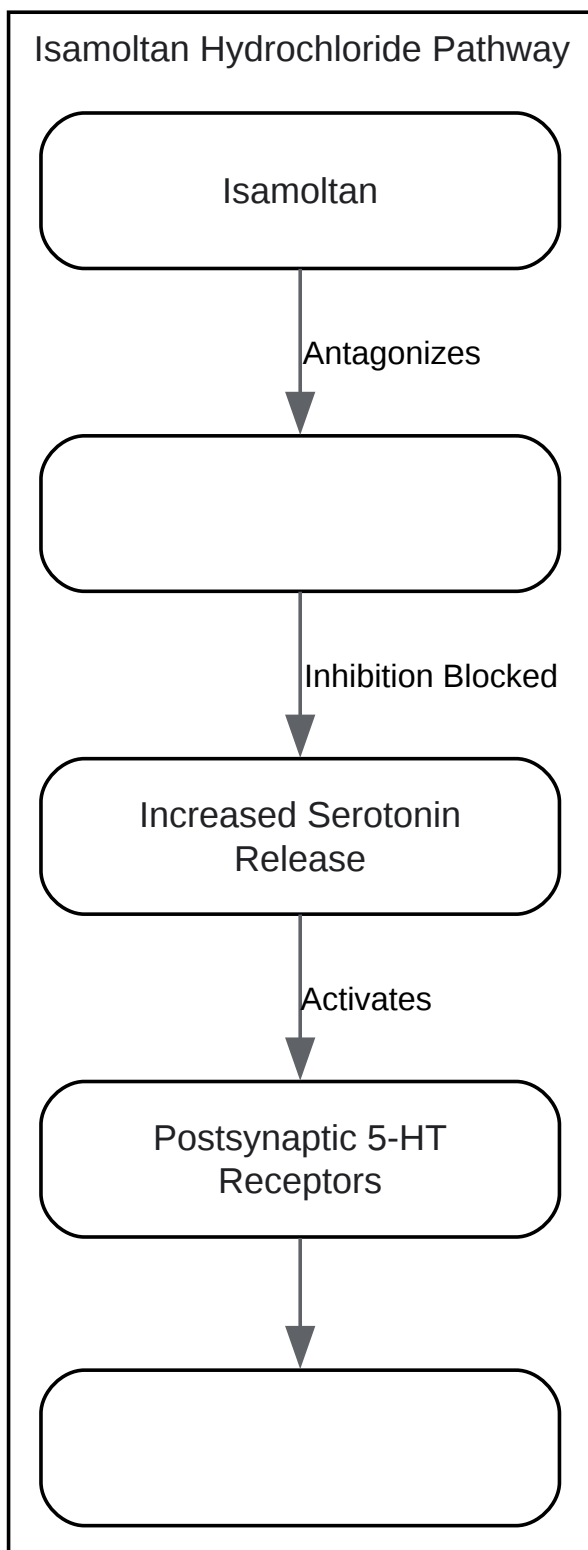 Isamoltan Hydrochloride Pathway
Isamoltan
Antagonizes
Inhibition Blocked
Increased Serotonin
Release
Activates
Postsynaptic 5-HT
Receptors